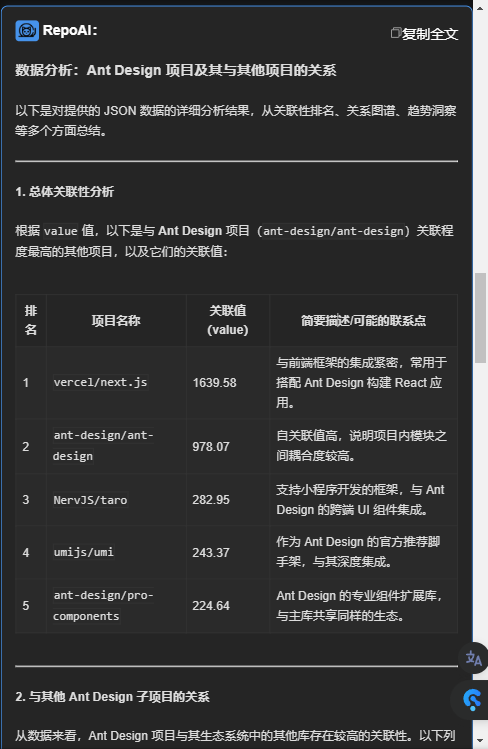 RepoAI：
复制全文
数据分析：Ant Design 项目及其与其他项目的关系
以下是对提供的 JSON 数据的详细分析结果，从关联性排名、关系图谱、趋势洞察
等多个方面总结。
1. 总体关联性分析
根据 value 值，以下是与 Ant Design 项目（ant-design/ant-design）关联程
度最高的其他项目，以及它们的关联值：
排
名
项目名称
关联值
(value)
简要描述/可能的联系点
1
vercel/next.js
1639.58
与前端框架的集成紧密，常用于
搭配 Ant Design 构建 React 应
用。
2
ant-design/ant-
design
978.07
自关联值高，说明项目内模块之
间耦合度较高。
3
NervJS/taro
282.95
支持小程序开发的框架，与 Ant
Design 的跨端 UI 组件集成。
4
umijs/umi
243.37
作为 Ant Design 的官方推荐脚
手架，与其深度集成。
5
ant-design/pro-
components
224.64
Ant Design 的专业组件扩展库，
与主库共享同样的生态。
2. 与其他 Ant Design 子项目的关系
从数据来看，Ant Design 项目与其生态系统中的其他库存在较高的关联性。以下列